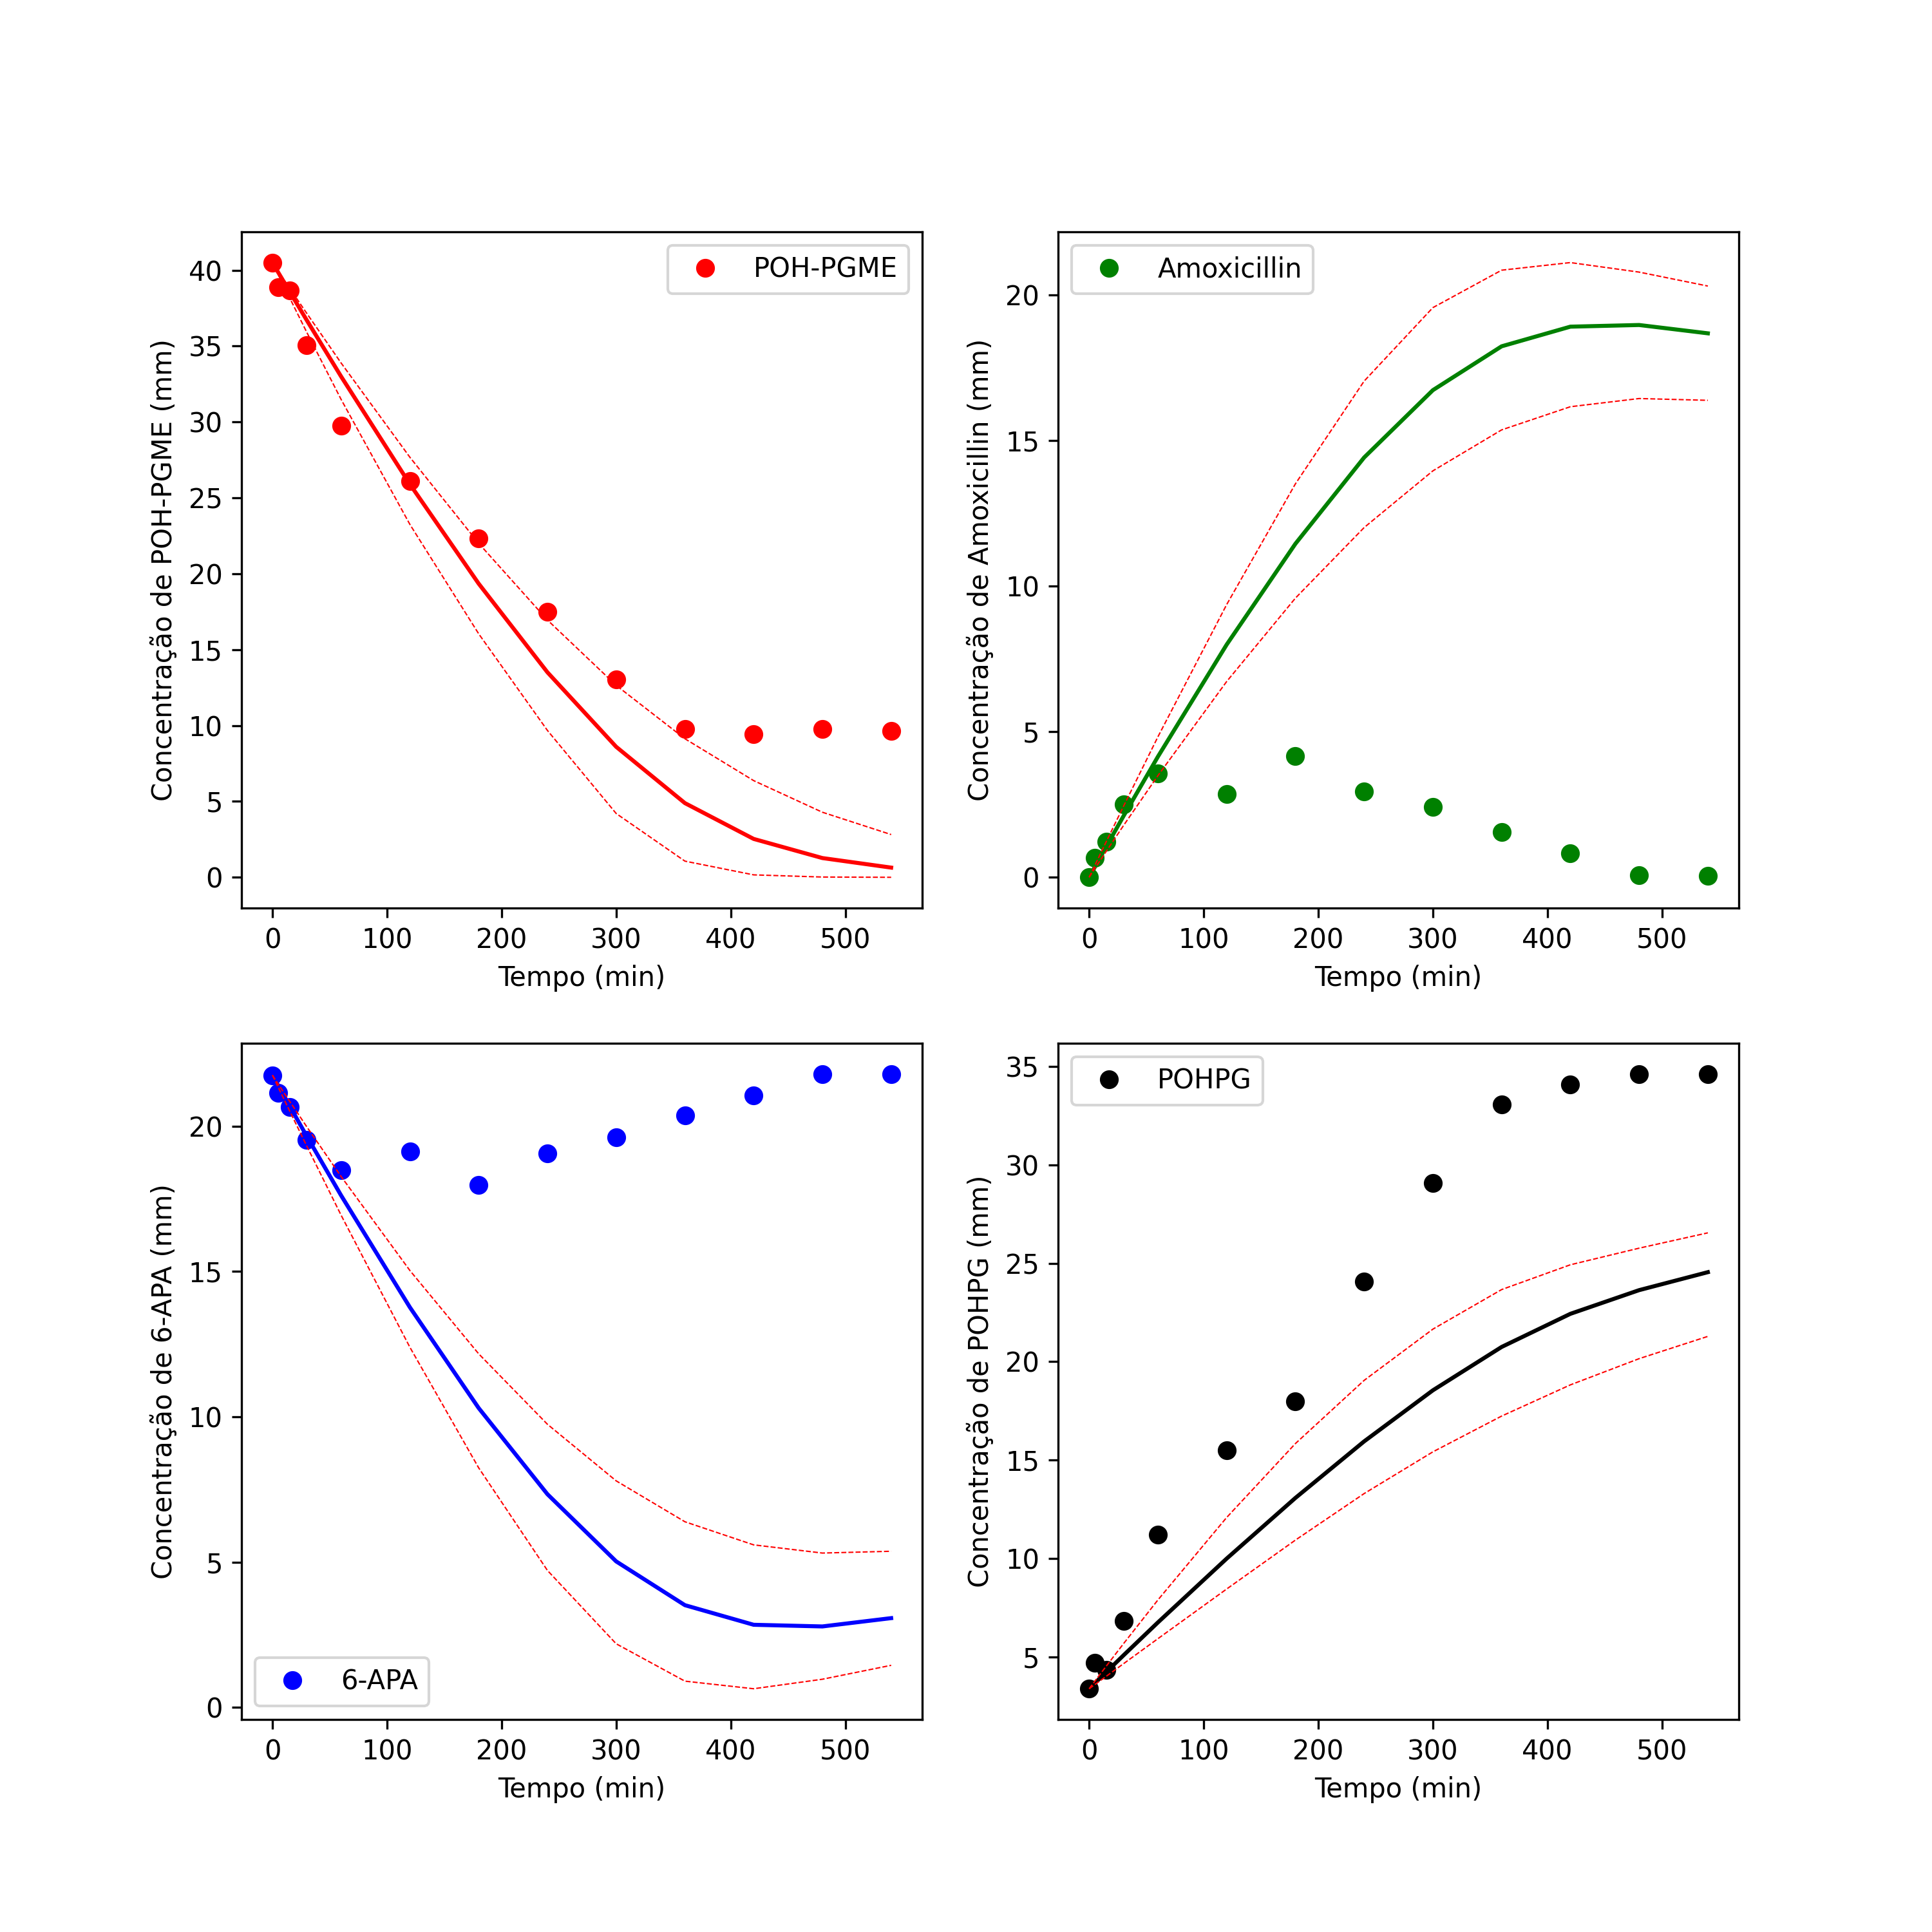 POH-PGME
Concentração de POH-PGME (mm)
40
35
30
25
20
15
10
5
0
0 100 200 300 400 500
Tempo (min)
Amoxicillin
Concentração de Amoxicillin (mm)
20
15
10
5
0
0 100 200 300 400 500
Tempo (min)
6-APA
Concentração de 6-APA (mm)
20
15
10
5
0
0 100 200 300 400 500
Tempo (min)
POHPG
Concentração de POHPG (mm)
35
30
25
20
15
10
5
0 100 200 300 400 500
Tempo (min)